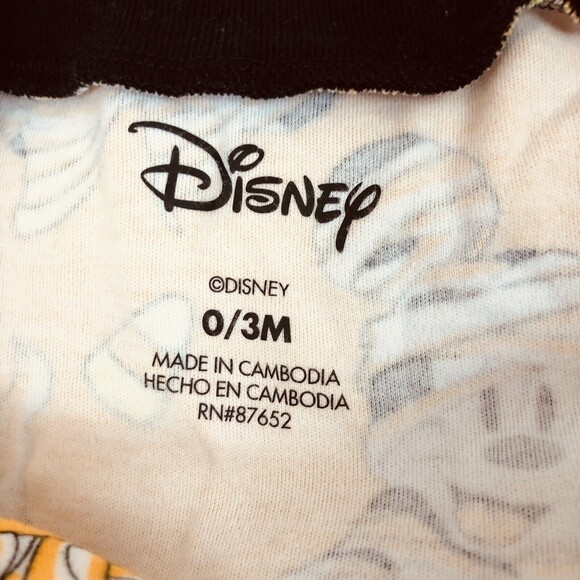 Disney
©DISNEY
0/3M
MADE IN CAMBODIA
HECHO EN CAMBODIA
RN#87652